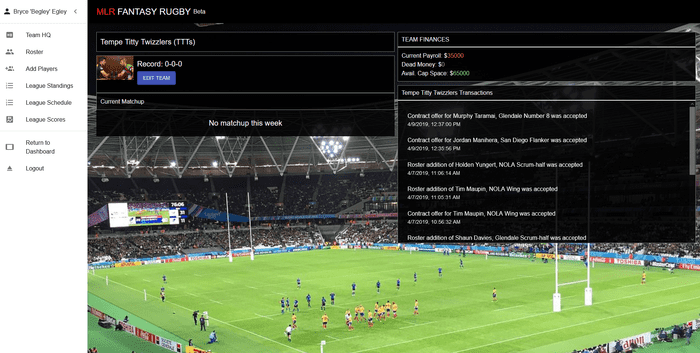 Bryce 'Begley' Egley
MLR FANTASY RUGBY Beta
Team HQ
Roster
Add Players
League Standings
League Schedule
League Scores
Return to
Dashboard
Logout
Tempe Titty Twizzlers (TTTs)
Record: 0-0-0
EDIT TEAM
Current Matchup
No matchup this week
TEAM FINANCES
Current Payroll: $35000
Dead Money: $0
Avail. Cap Space: $65000
Tempe Titty Twizzlers Transactions
Contract offer for Murphy Taramai, Glendale Number 8 was accepted
4/9/2019, 12:37:00 PM
Contract offer for Jordan Manihera, San Diego Flanker was accepted
4/9/2019, 12:35:56 PM
Roster addition of Holden Yungert, NOLA Scrum-half was accepted
4/7/2019, 11:06:14 AM
Roster addition of Tim Maupin, NOLA Wing was accepted
4/7/2019, 11:05:31 AM
Contract offer for Tim Maupin, NOLA Wing was accepted
4/7/2019, 10:56:32 AM
Roster addition of Shaun Davies, Glendale Scrum-half was accepted
76:06
TOSHIBA